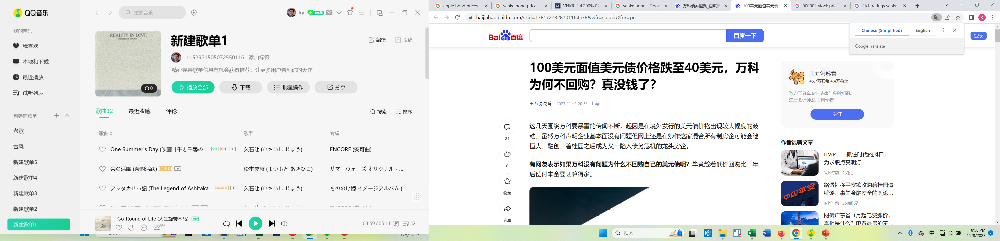 QQ音乐
我的音乐
我喜欢
本地和下载
最近播放
试听列表
创建的歌单
老歌
古风
新建歌单5
新建歌单4
新建歌单3
新建歌单2
新建歌单1
搜索音乐
ky
Lv6年
REALITY IN LOVE
0
新建歌单1
编辑
投稿
1152921505072550116 添加标签
精心完善歌单信息有机会获得推荐，让更多用户看到你的大作
播放全部
下载
批量操作
分享
歌曲32
最近收藏
评论
搜索
排序
歌曲
歌手
专辑
One Summer's Day (映画「千と千尋の... VIP SQ
久石让 (ひさいし じょう)
ENCORE (安可曲)
栄の活躍 (荣的活跃) 臻品母带
松本晃彦 (まつもと あきひこ)
サマーウォーズ オリジナル・...
アシタカせっ記 (The Legend of Ashitaka... 臻品母带
久石让 (ひさいし じょう)
もののけ姫 イメージアルバム (...
-Go-Round of Life (人生旋转木马) VIP
999+
03:59 / 05:11
词
32
11/8/2023
apple bond prices
vanke bond price -
VNKRLE 4.200% 07
vanke bond - Goog
万科债券回购_百度搜
100美元面值美元债
000002 stock price
fitch ratings vanke
baijiahao.baidu.com/s?id=1781727328701164578&wfr=spider&for=pc
K
Chinese (Simplified)
English
Google Translate
Bai du 百度
百度一下
登录
100美元面值美元债价格跌至40美元，万科
为何不回购？真没钱了？
王五说说看 2023-11-05 20:33 上海
34
0
收藏
分享
这几天围绕万科要暴雷的传闻不断，起因是在境外发行的美元债价格出现较大幅度的波
动，虽然万科声明企业基本面没有问题但网上还是在炒作这家混合所有制房企可能会继
恒大、融创、碧桂园之后成为又一陷入债务危机的龙头房企。
有网友表示如果万科没有问题为什么不回购自己的美元债呢？毕竟趁着低价回购比一年
后偿付本金要划算得多。
王五说说看
45.7万获赞 4.4万粉丝
致力于分享专业法律与金融知识。
注册会计师,活力创作者
关注
作者最新文章
HWP——抓住时代的风口，
为求职点亮明灯
3小时前 2阅读
中国平安
路透社称平安欲收购碧桂园遭
辟谣！事关金融安全的舆论...
4小时前 260阅读
网传广东省11月起电费涨价，
真相是什么？电费最贵的不...
搜索
中
8:58 PM
11/8/2023
7